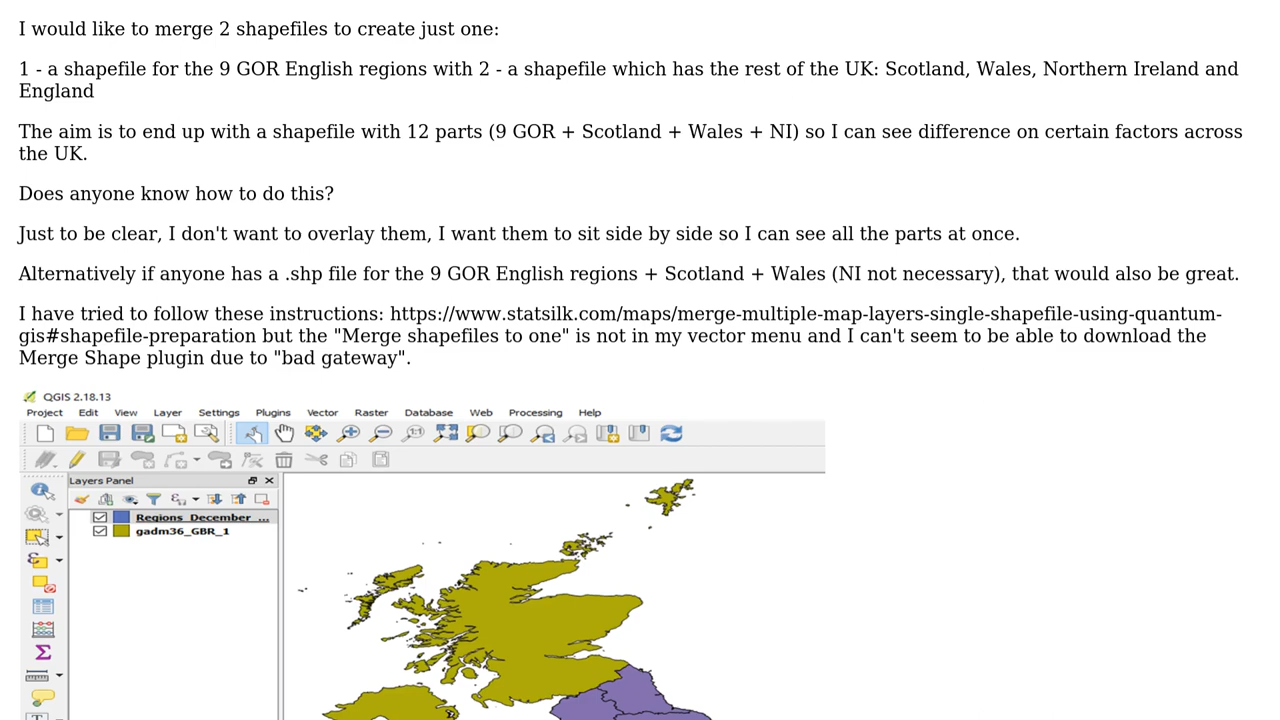 I would like to merge 2 shapefiles to create just one:
1 - a shapefile for the 9 GOR English regions with 2 - a shapefile which has the rest of the UK: Scotland, Wales, Northern Ireland and
England
The aim is to end up with a shapefile with 12 parts (9 GOR + Scotland + Wales + NI) so I can see difference on certain factors across
the UK.
Does anyone know how to do this?
Just to be clear, I don't want to overlay them, I want them to sit side by side so I can see all the parts at once.
Alternatively if anyone has a .shp file for the 9 GOR English regions + Scotland + Wales (NI not necessary), that would also be great.
I have tried to follow these instructions: https://www.statsilk.com/maps/merge-multiple-map-layers-single-shapefile-using-quantum-
gis#shapefile-preparation but the "Merge shapefiles to one" is not in my vector menu and I can't seem to be able to download the
Merge Shape plugin due to "bad gateway".
QGIS 2.18.13
Project Edit View Layer Settings Plugins Vector Raster Database Web Processing Help
Layers Panel
Regions_December_...
gadm36_GBR_1